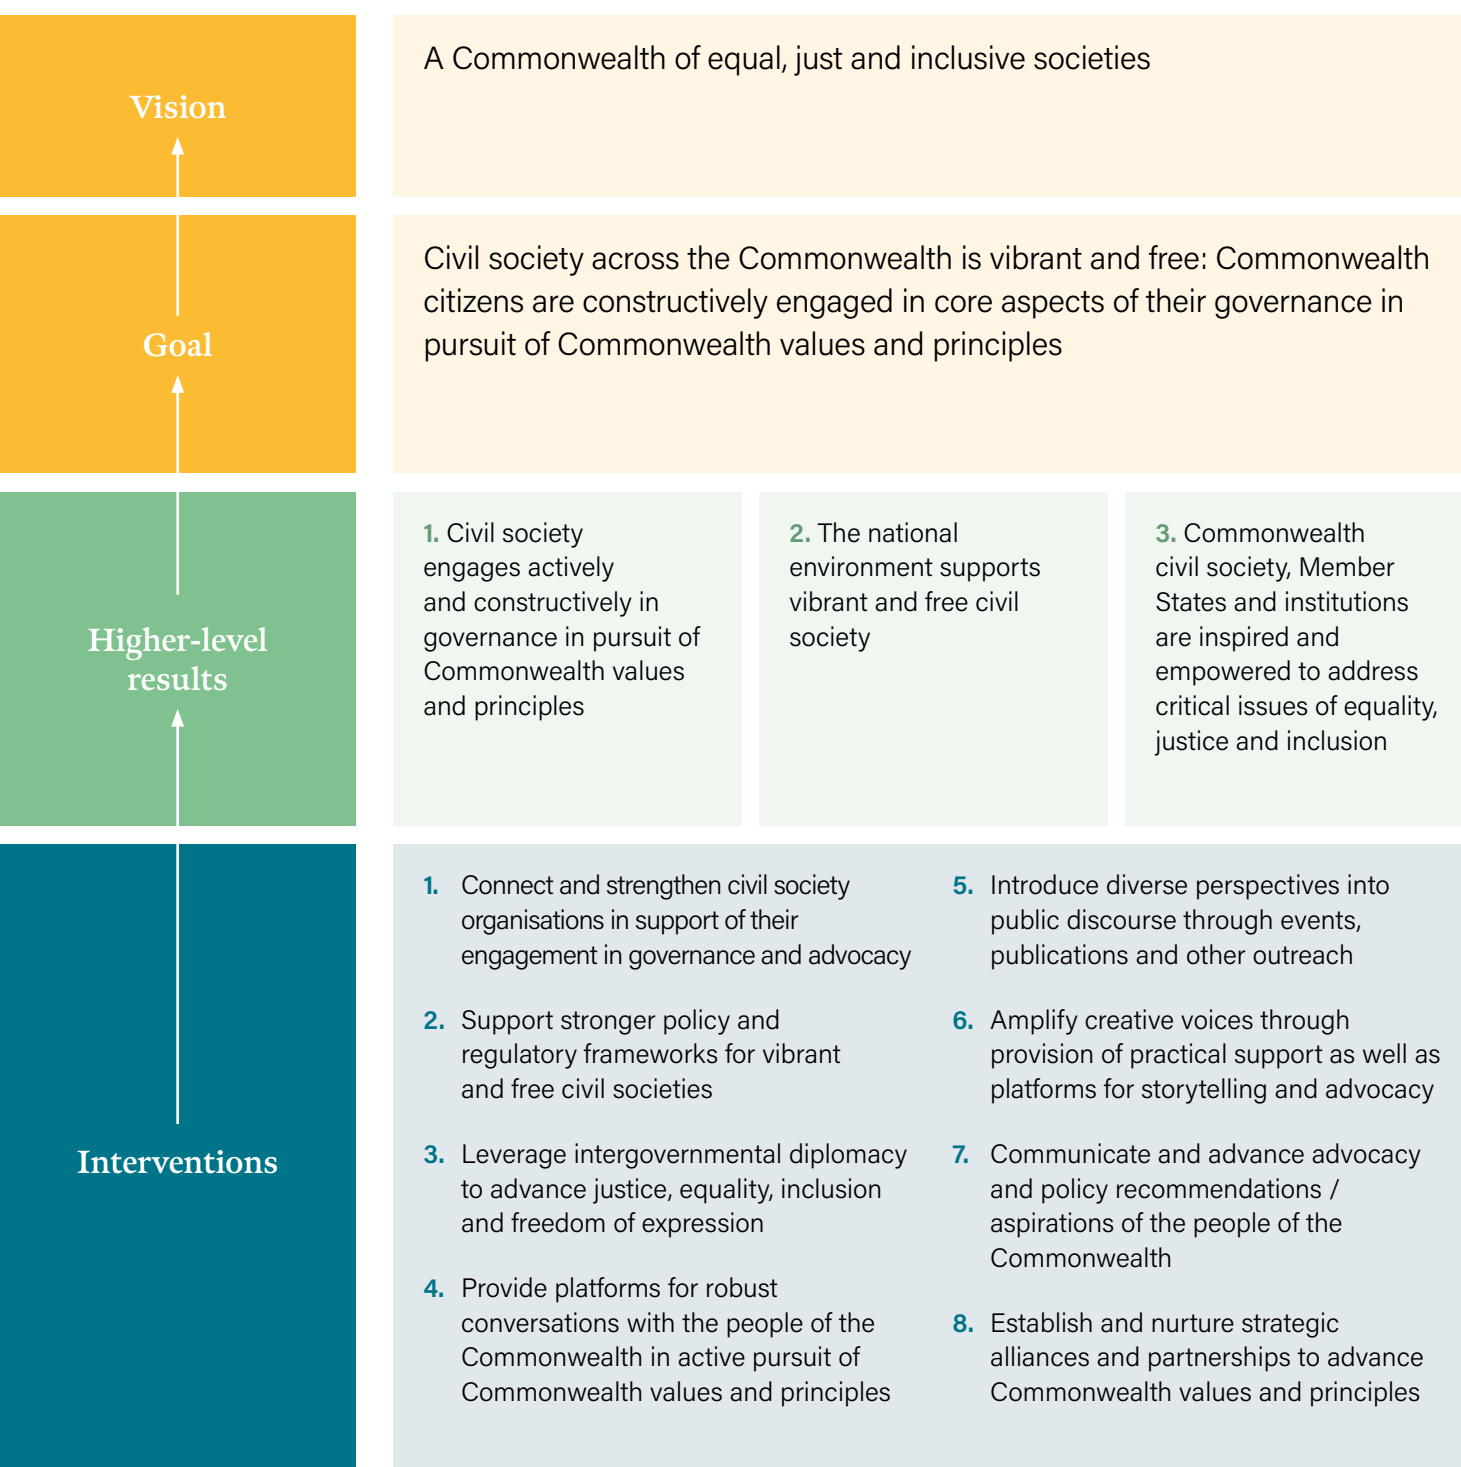 Vision
A Commonwealth of equal, just and inclusive societies
Goal
Civil society across the Commonwealth is vibrant and free: Commonwealth
citizens are constructively engaged in core aspects of their governance in
pursuit of Commonwealth values and principles
Higher-level
results
1. Civil society
engages actively
and constructively in
governance in pursuit of
Commonwealth values
and principles
2. The national
environment supports
vibrant and free civil
society
3. Commonwealth
civil society, Member
States and institutions
are inspired and
empowered to address
critical issues of equality,
justice and inclusion
Interventions
1. Connect and strengthen civil society
organisations in support of their
engagement in governance and advocacy
2. Support stronger policy and
regulatory frameworks for vibrant
and free civil societies
3. Leverage intergovernmental diplomacy
to advance justice, equality, inclusion
and freedom of expression
4. Provide platforms for robust
conversations with the people of the
Commonwealth in active pursuit of
Commonwealth values and principles
5. Introduce diverse perspectives into
public discourse through events,
publications and other outreach
6. Amplify creative voices through
provision of practical support as well as
platforms for storytelling and advocacy
7. Communicate and advance advocacy
and policy recommendations /
aspirations of the people of the
Commonwealth
8. Establish and nurture strategic
alliances and partnerships to advance
Commonwealth values and principles